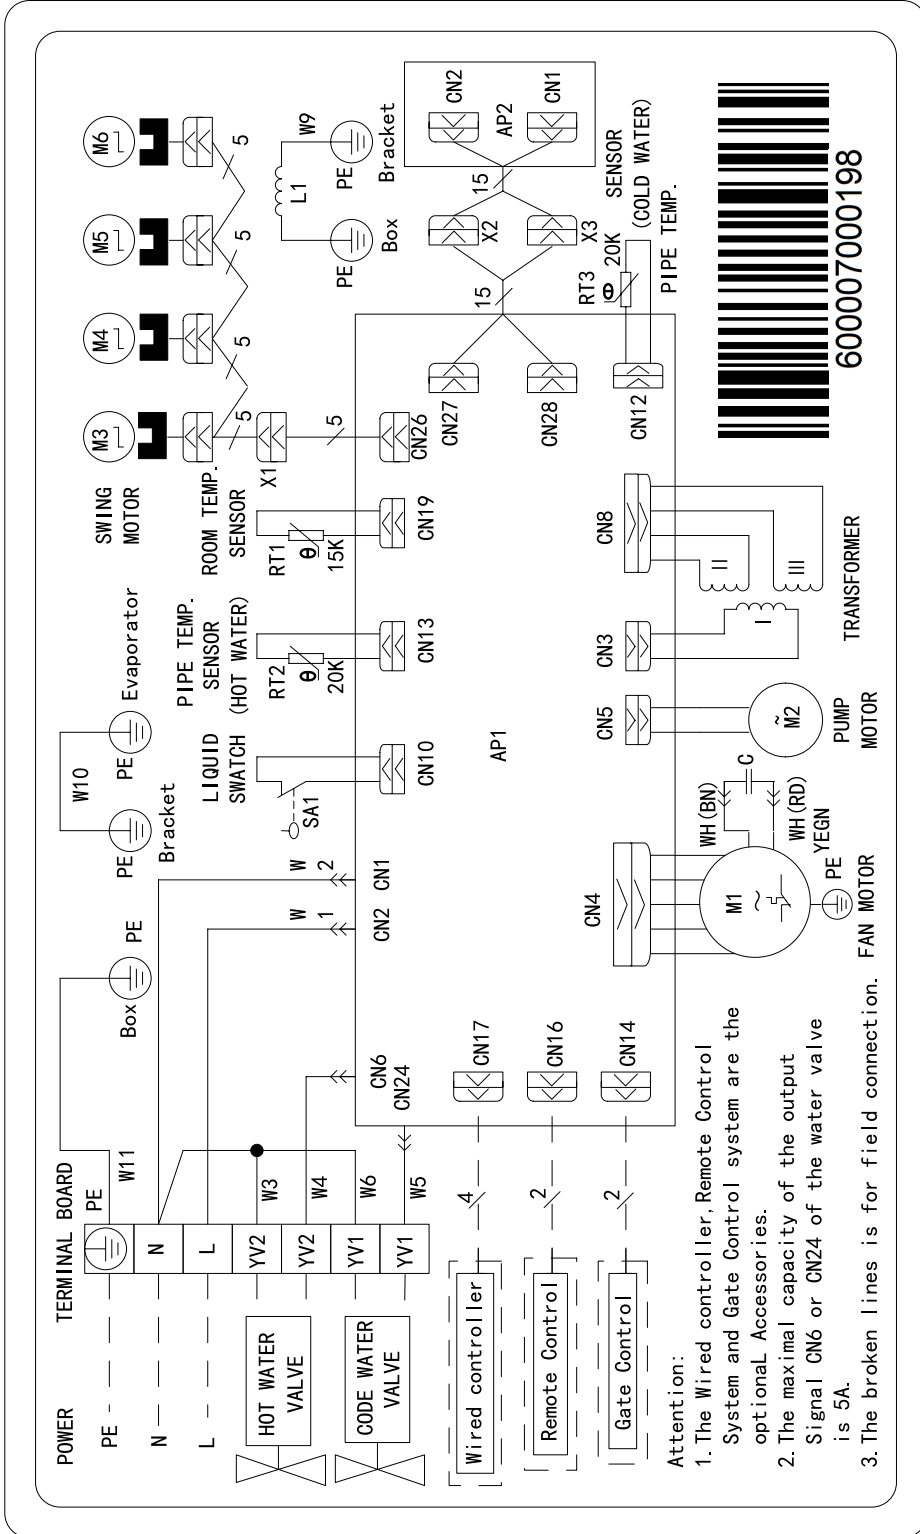 POWER
TERMINAL BOARD
PE
N
L
PE
N
L
YV2
YV2
YV1
YV1
W11
W3
W4
W6
W5
HOT WATER
VALVE
CODE WATER
VALVE
Box
PE
W10
PE
Bracket
PE
Evaporator
W
1
W
2
CN2
CN1
CN6
CN24
LIQUID
SWATCH
SA1
CN10
PIPE TEMP.
SENSOR
(HOT WATER)
RT2
θ
20K
CN13
ROOM TEMP.
SENSOR
RT1
θ
15K
CN19
SWING
MOTOR
M3
M4
M5
M6
5
5
5
5
X1
5
CN26
PE
Box
L1
W9
PE
Bracket
CN27
CN28
15
X2
X3
15
AP2
CN2
CN1
CN12
RT3
θ
20K
PIPE TEMP.
(COLD WATER)
SENSOR
AP1
Wired controller
4
CN17
Remote Control
2
CN16
Gate Control
2
CN14
CN4
M1
~
PE
FAN MOTOR
WH(BN)
C
WH(RD)
YEGN
CN5
M2
~
PUMP
MOTOR
CN3
I
CN8
II
III
TRANSFORMER
600007000198
Attention:
1. The Wired controller, Remote Control
System and Gate Control system are the
optionaL Accessories.
2. The maximal capacity of the output
Signal CN6 or CN24 of the water valve
is 5A.
3. The broken lines is for field connection.